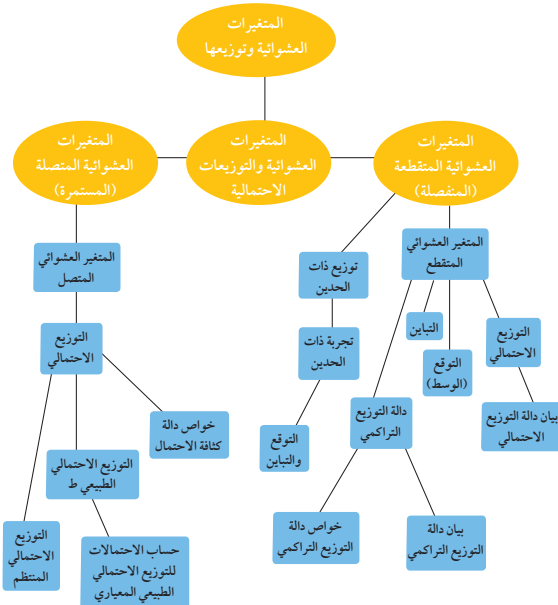 المتغيرات
العشوائية وتوزيعها
المتغيرات
العشوائية المتقطعة
(المنفصلة)
المتغيرات
العشوائية والتوزيعات
الاحتمالية
المتغيرات
العشوائية المتصلة
(المستمرة)
المتغير العشوائي
المتقطع
توزيع ذات
الحدين
المتغير العشوائي
المتصل
التوزيع
الاحتمالي
التباين
التوقع
(الوسط)
تجربة ذات
الحدين
التوزيع
الاحتمالي
بيان دالة التوزيع
الاحتمالي
دالة التوزيع
التراكمي
التوقع
والتباين
خواص دالة
كثافة الاحتمال
التوزيع الاحتمالي
الطبيعي ط
بيان دالة
التوزيع التراكمي
خواص دالة
التوزيع التراكمي
حساب الاحتمالات
للتوزيع الاحتمالي
الطبيعي المعياري
التوزيع
الاحتمالي
المنتظم